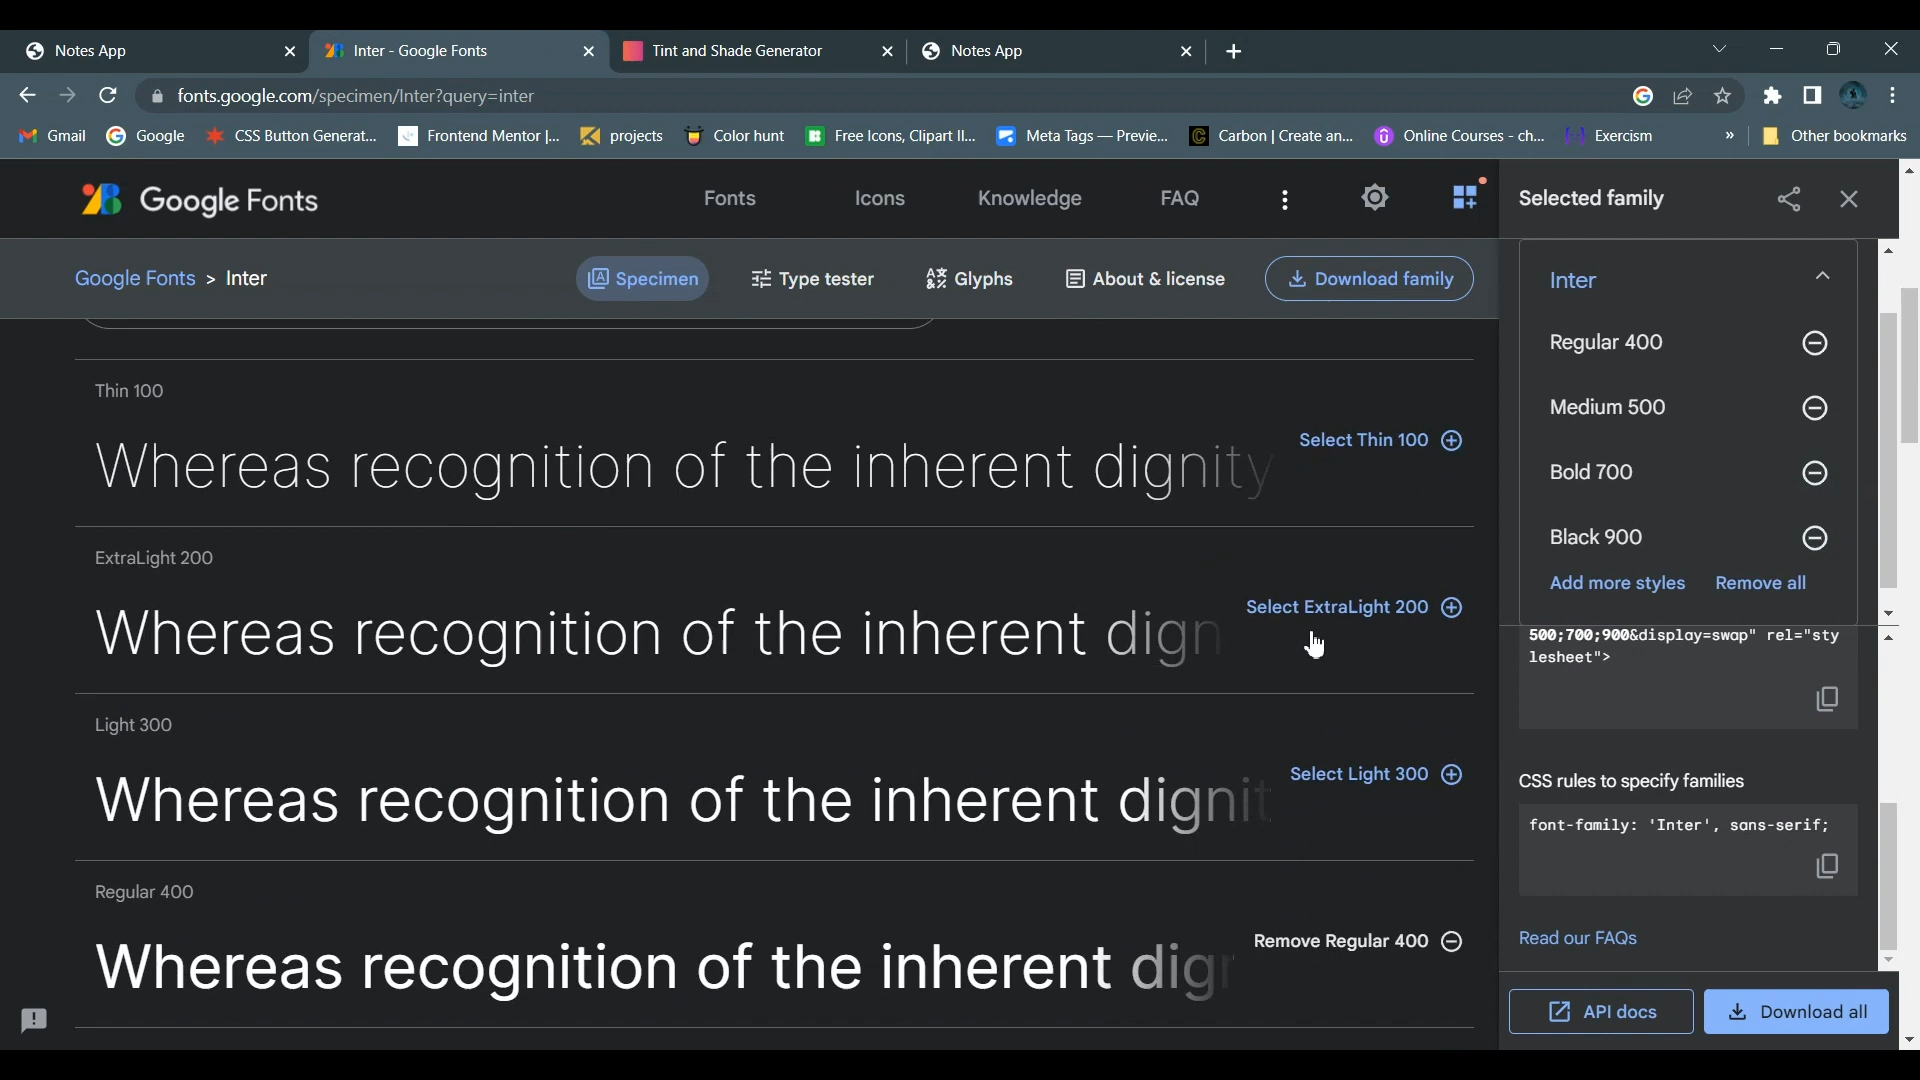 Notes App
Inter - Google Fonts
Tint and Shade Generator
Notes App
fonts.google.com/specimen/Inter?query=inter
Gmail
Google
CSS Button Generat...
Frontend Mentor |...
projects
Color hunt
Free Icons, Clipart Il...
Meta Tags — Previe...
Carbon | Create an...
Online Courses - ch...
Exercism
»
Other bookmarks
Google Fonts
Fonts
Icons
Knowledge
FAQ
Selected family
Google Fonts > Inter
Specimen
Type tester
Glyphs
About & license
Download family
Thin 100
Whereas recognition of the inherent dignity
Select Thin 100
ExtraLight 200
Whereas recognition of the inherent dign
Select ExtraLight 200
Light 300
Whereas recognition of the inherent dignit
Select Light 300
Regular 400
Whereas recognition of the inherent dig
Remove Regular 400
Inter
Regular 400
Medium 500
Bold 700
Black 900
Add more styles
Remove all
500;700;900&display=swap" rel="sty
lesheet">
CSS rules to specify families
font-family: 'Inter', sans-serif;
Read our FAQs
API docs
Download all